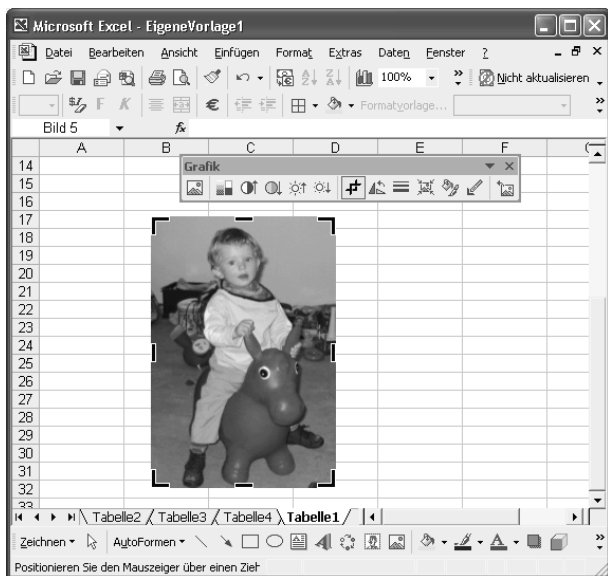 Microsoft Excel - EigeneVorlage1
Datei Bearbeiten Ansicht Einfügen Format Extras Daten Fenster ?
100% Nicht aktualisieren
F K € Formatvorlage...
Bild 5 fx
A B C D E F
Grafik
14
15
16
17
18
19
20
21
22
23
24
25
26
27
28
29
30
31
32
33
Tabelle2 Tabelle3 Tabelle4 Tabelle1
Zeichnen AutoFormen
Positionieren Sie den Mauszeiger über einen Zieh